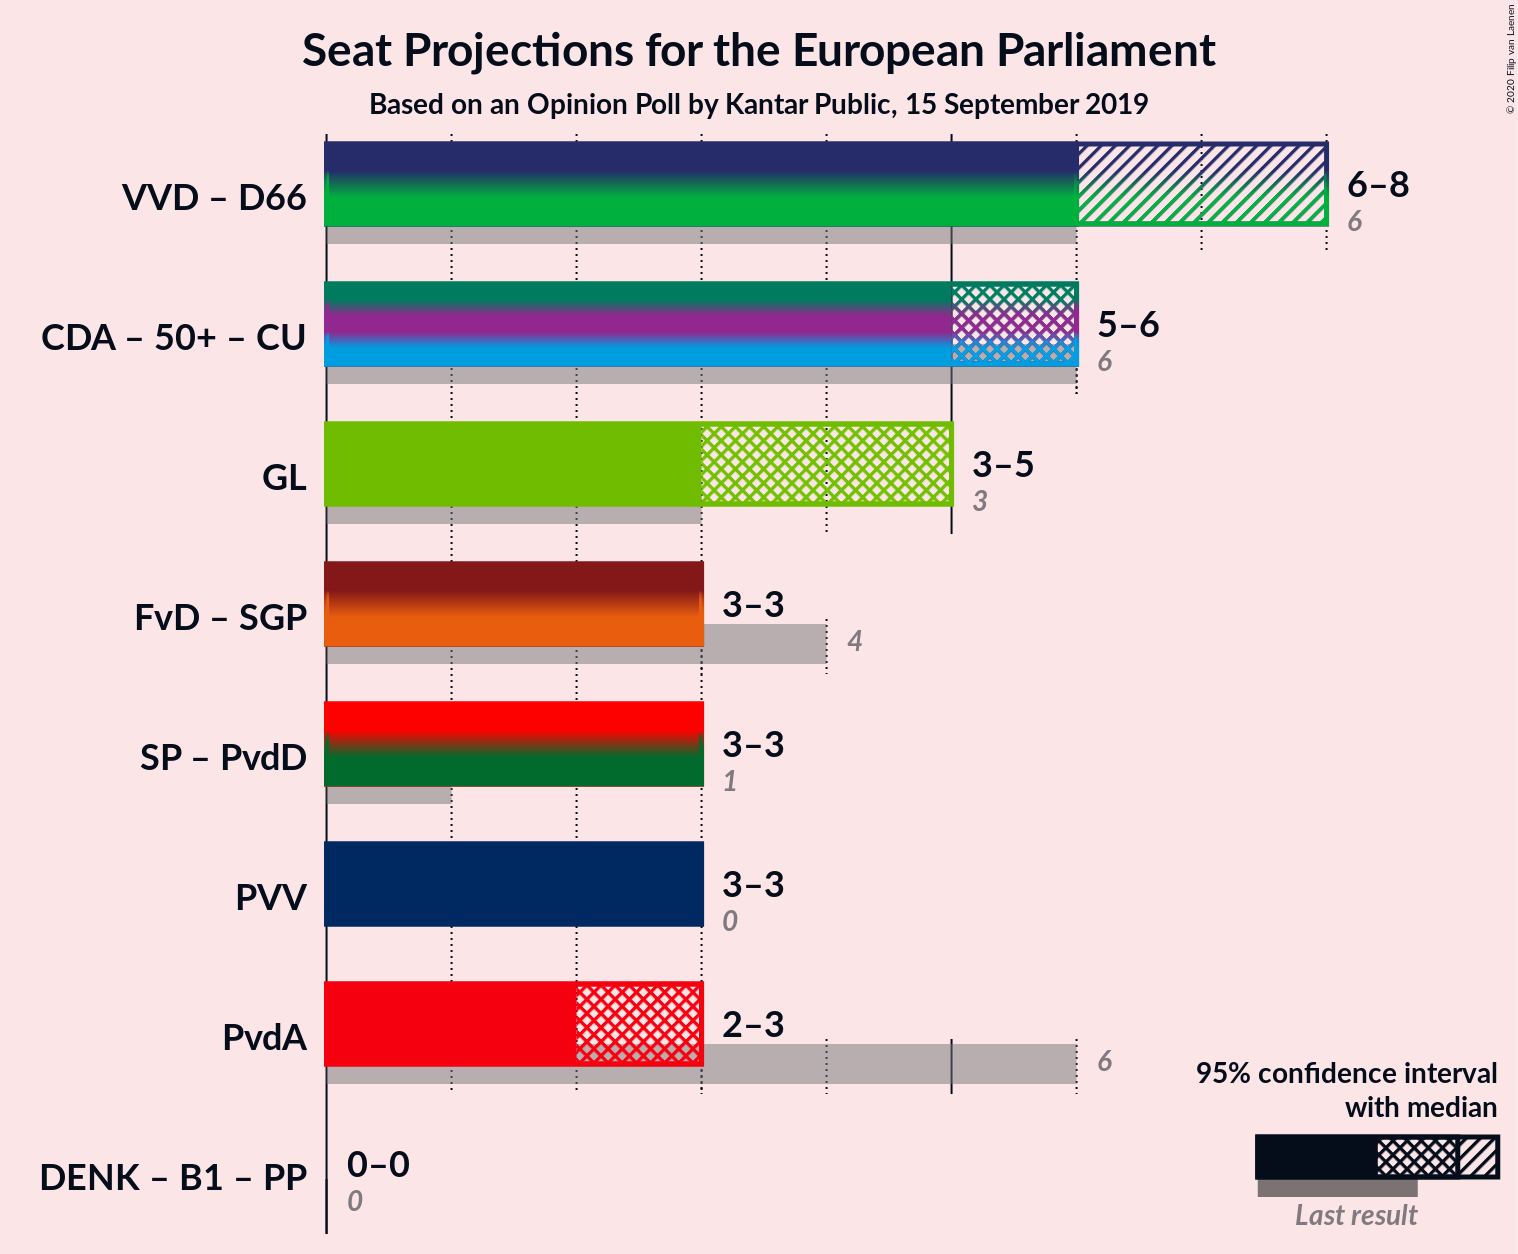 Seat Projections for the European Parliament
Based on an Opinion Poll by Kantar Public, 15 September 2019
© 2020 Filip van Laenen
VVD – D66
6–8
6
CDA – 50+ – CU
5–6
6
GL
3–5
3
FvD – SGP
3–3
4
SP – PvdD
3–3
1
PVV
3–3
0
PvdA
2–3
6
DENK – B1 – PP
0–0
0
95% confidence interval
with median
Last result